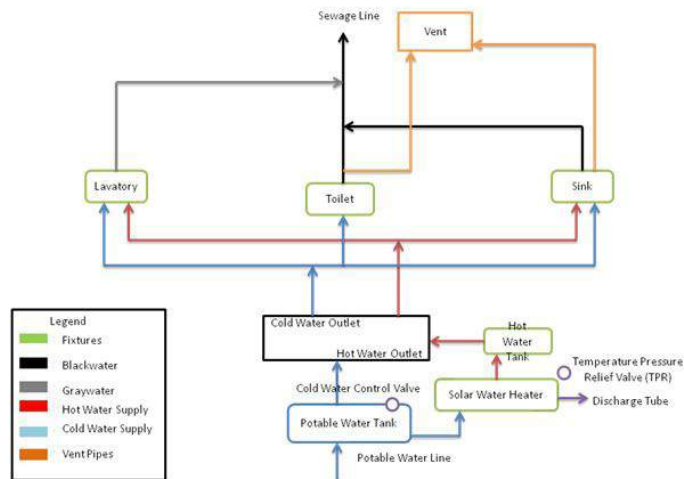 Sewage Line
Vent
Lavatory
Toilet
Sink
Legend
Fixtures
Blackwater
Graywater
Hot Water Supply
Cold Water Supply
Vent Pipes
Cold Water Outlet
Hot Water Outlet
Hot
Water
Tank
Temperature Pressure
Relief Valve (TPR)
Cold Water Control Valve
Solar Water Heater
Discharge Tube
Potable Water Tank
Potable Water Line